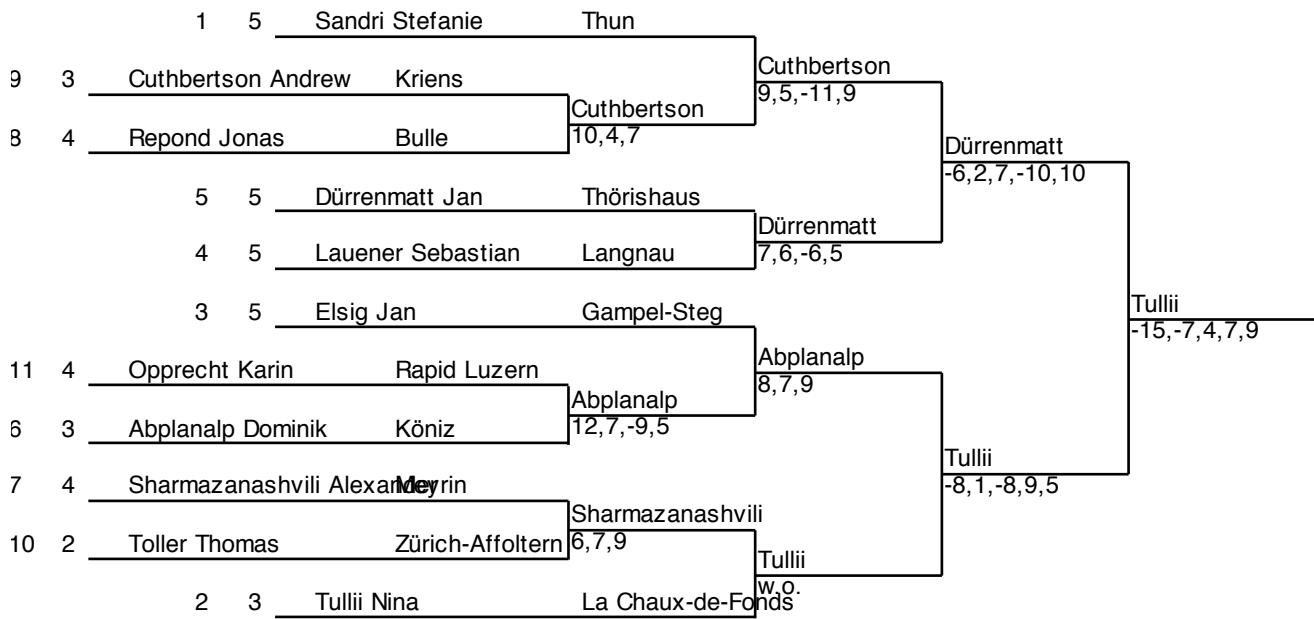 1 5 Sandri Stefanie Thun
Cuthbertson
9,5,-11,9
9 3 Cuthbertson Andrew Kriens
Cuthbertson
10,4,7
8 4 Repond Jonas Bulle
Dürrenmatt
-6,2,7,-10,10
5 5 Dürrenmatt Jan Thörishaus
Dürrenmatt
7,6,-6,5
4 5 Lauener Sebastian Langnau
Tullii
-15,-7,4,7,9
3 5 Elsig Jan Gampel-Steg
Abplanalp
8,7,9
11 4 Opprecht Karin Rapid Luzern
Abplanalp
12,7,-9,5
6 3 Abplanalp Dominik Köniz
Tullii
-8,1,-8,9,5
7 4 Sharmazanashvili Alexander Meyrin
Sharmazanashvili
6,7,9
10 2 Toller Thomas Zürich-Affoltern
Tullii
w.o.
2 3 Tullii Nina La Chaux-de-Fonds